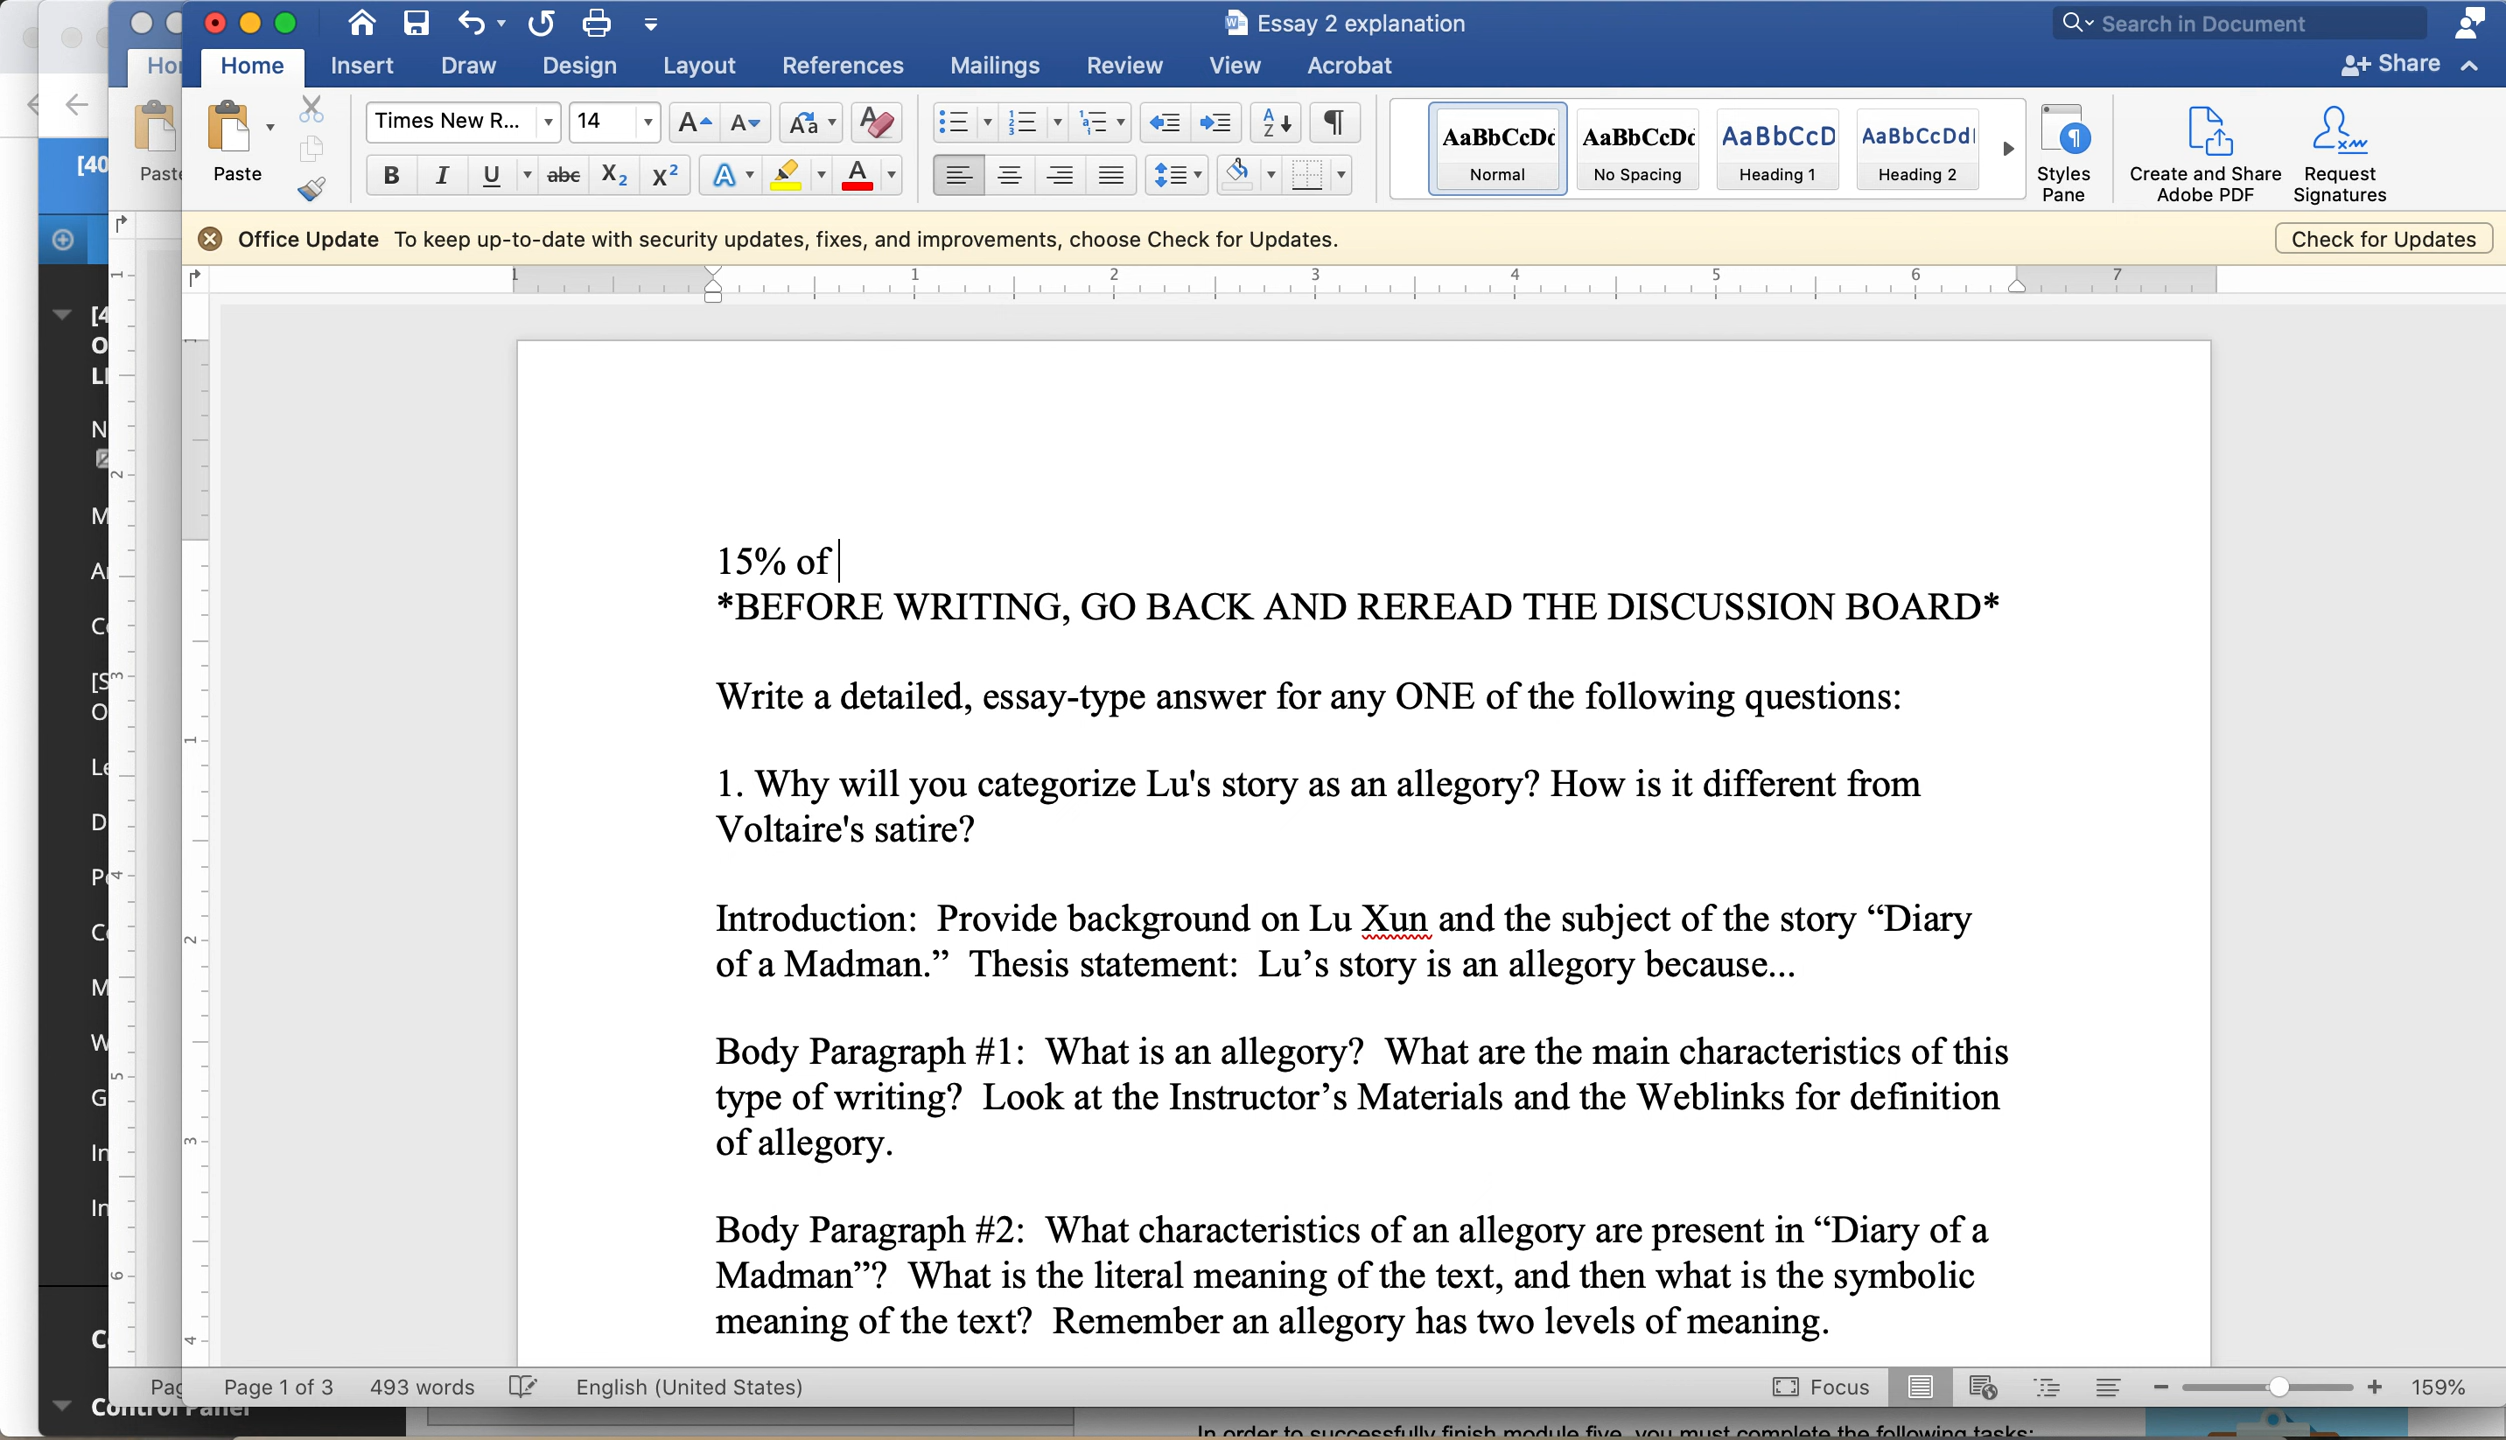 Essay 2 explanation
Search in Document
Home Insert Draw Design Layout References Mailings Review View Acrobat
Share
Paste
Times New R... 14
AaBbCcDd AaBbCcDd AaBbCcD AaBbCcDd
Normal No Spacing Heading 1 Heading 2
Styles Pane
Create and Share Adobe PDF
Request Signatures
Office Update To keep up-to-date with security updates, fixes, and improvements, choose Check for Updates.
Check for Updates
15% of
*BEFORE WRITING, GO BACK AND REREAD THE DISCUSSION BOARD*
Write a detailed, essay-type answer for any ONE of the following questions:
1. Why will you categorize Lu's story as an allegory? How is it different from
Voltaire's satire?
Introduction:  Provide background on Lu Xun and the subject of the story “Diary
of a Madman.”  Thesis statement:  Lu’s story is an allegory because...
Body Paragraph #1:  What is an allegory?  What are the main characteristics of this
type of writing?  Look at the Instructor’s Materials and the Weblinks for definition
of allegory.
Body Paragraph #2:  What characteristics of an allegory are present in “Diary of a
Madman”?  What is the literal meaning of the text, and then what is the symbolic
meaning of the text?  Remember an allegory has two levels of meaning.
Page 1 of 3 493 words English (United States) Focus 159%
Control Panel
In order to successfully finish module five, you must complete the following tasks: